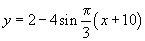 y = 2 − 4 sin π/3 (x + 10)